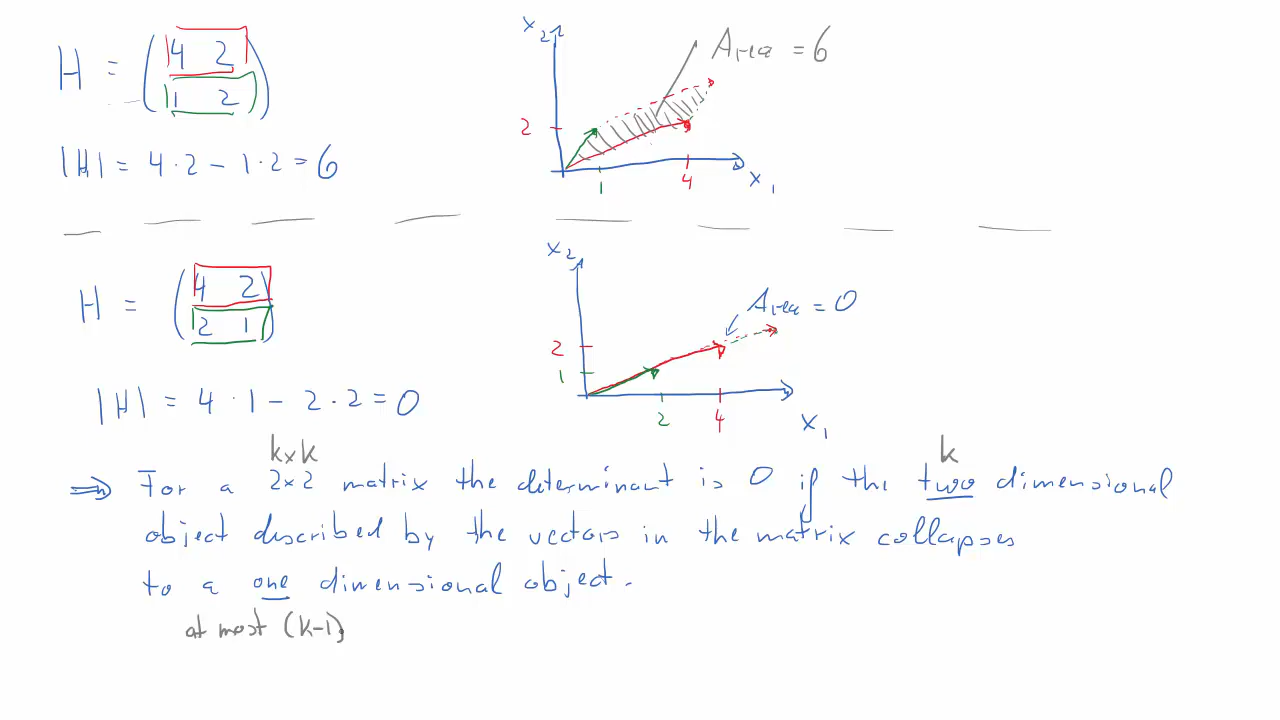 H = (4 2
1 2)
|H| = 4 · 2 - 1 · 2 = 6
x2
Area = 6
2
1
4
x1
H = (4 2
2 1)
|H| = 4 · 1 - 2 · 2 = 0
x2
Area = 0
2
1
2
4
x1
k×k
k
⇒ For a 2×2 matrix the determinant is 0 if the two dimensional
object described by the vectors in the matrix collapses
to a one dimensional object.
at most (k-1)